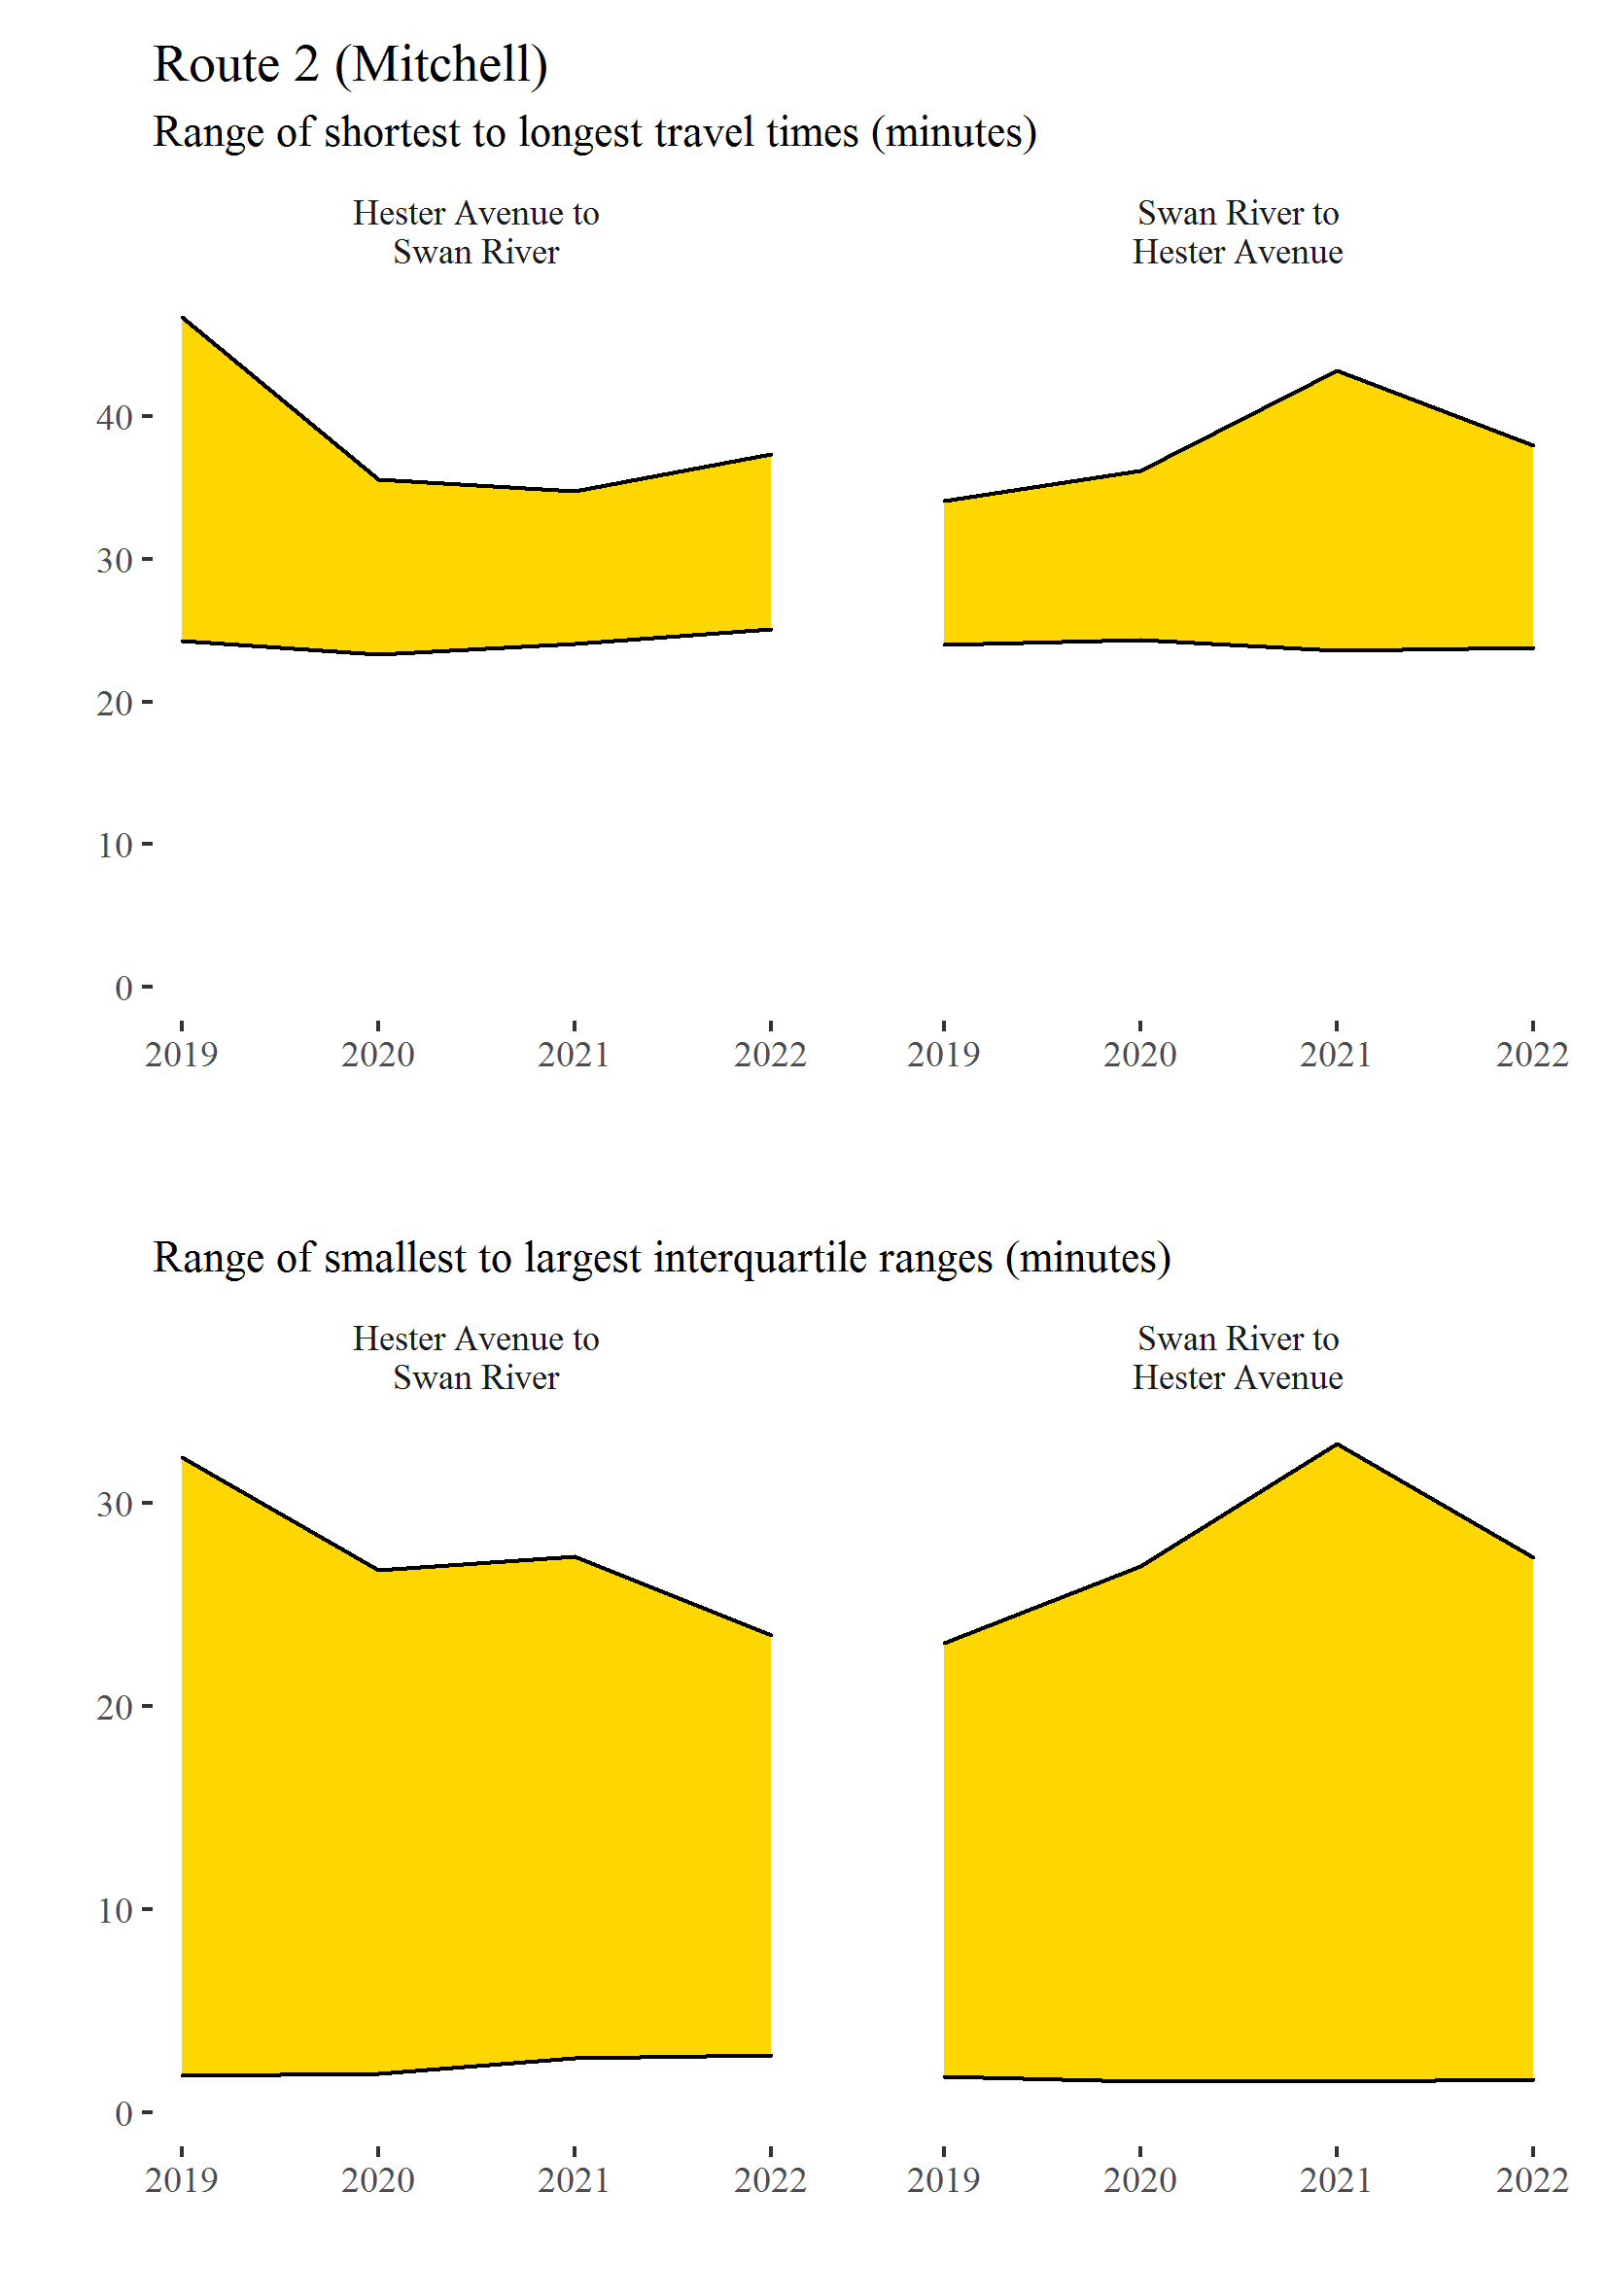 Route 2 (Mitchell)
Range of shortest to longest travel times (minutes)
Hester Avenue to
Swan River
Swan River to
Hester Avenue
40
30
20
10
0
2019 2020 2021 2022 2019 2020 2021 2022
Range of smallest to largest interquartile ranges (minutes)
Hester Avenue to
Swan River
Swan River to
Hester Avenue
30
20
10
0
2019 2020 2021 2022 2019 2020 2021 2022